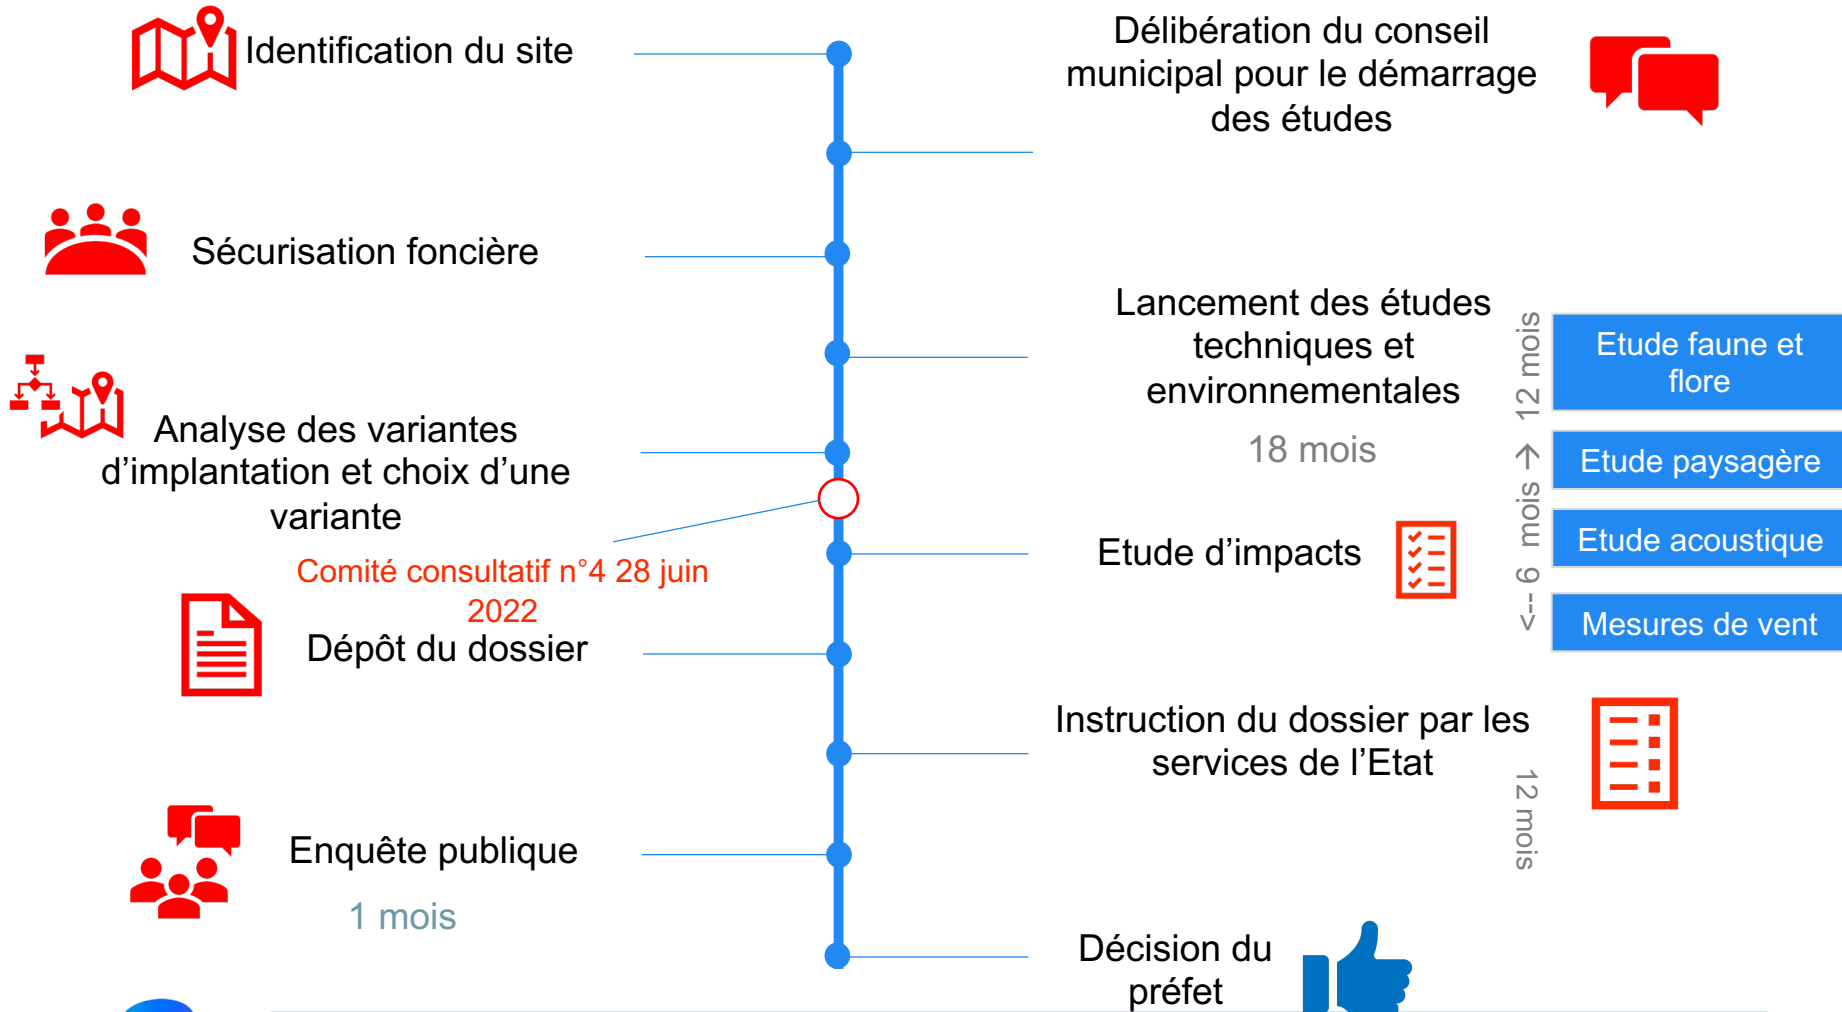 Identification du site
Délibération du conseil
municipal pour le démarrage
des études
Sécurisation foncière
Lancement des études
techniques et
environnementales
18 mois
12 mois
<-- 6 mois →
Etude faune et
flore
Etude paysagère
Etude acoustique
Mesures de vent
Analyse des variantes
d’implantation et choix d’une
variante
Comité consultatif n°4 28 juin
2022
Etude d’impacts
Dépôt du dossier
Instruction du dossier par les
services de l’Etat
12 mois
Enquête publique
1 mois
Décision du
préfet